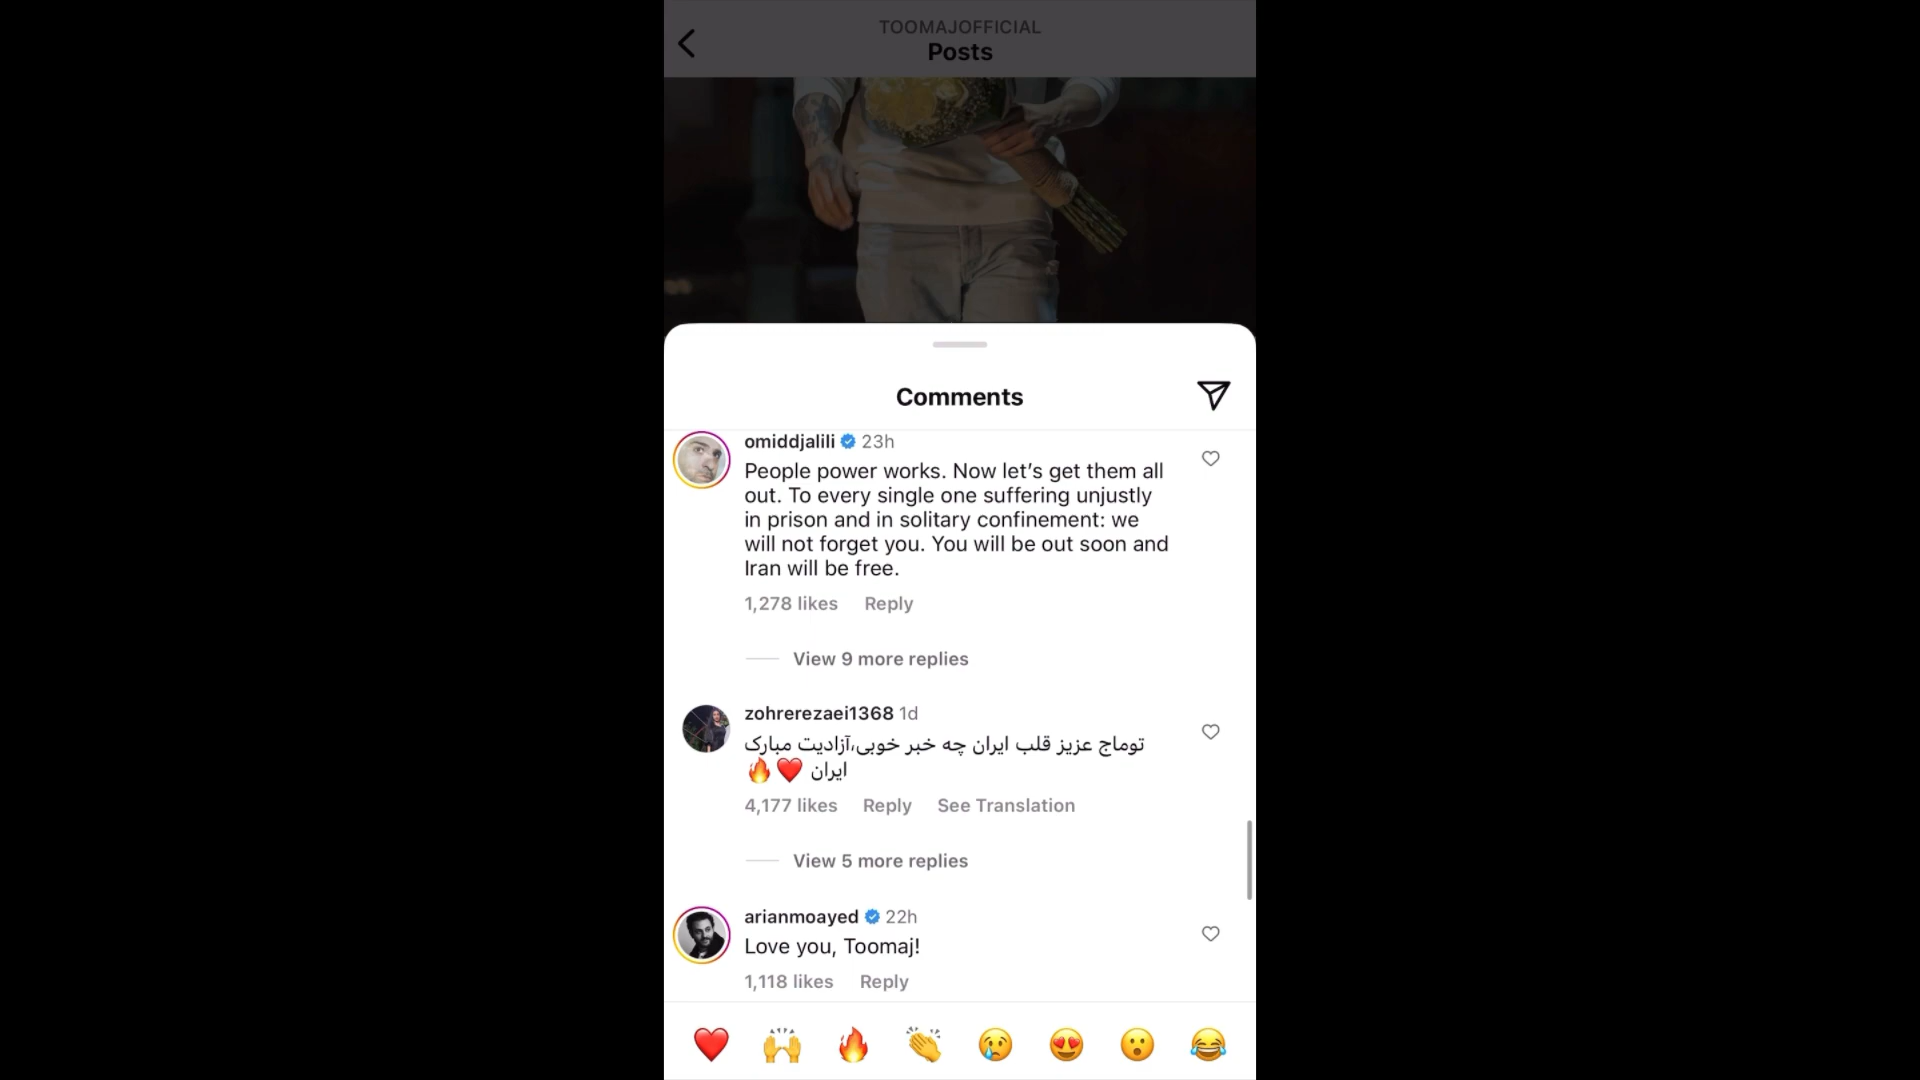 TOOMAJOFFICIAL
Posts
Comments
omiddjalili 23h
People power works. Now let’s get them all
out. To every single one suffering unjustly
in prison and in solitary confinement: we
will not forget you. You will be out soon and
Iran will be free.
1,278 likes Reply
View 9 more replies
zohrerezaei1368 1d
توماج عزیز قلب ایران چه خبر خوبی،آزادیت مبارک
ایران ❤️🔥
4,177 likes Reply See Translation
View 5 more replies
arianmoayed 22h
Love you, Toomaj!
1,118 likes Reply